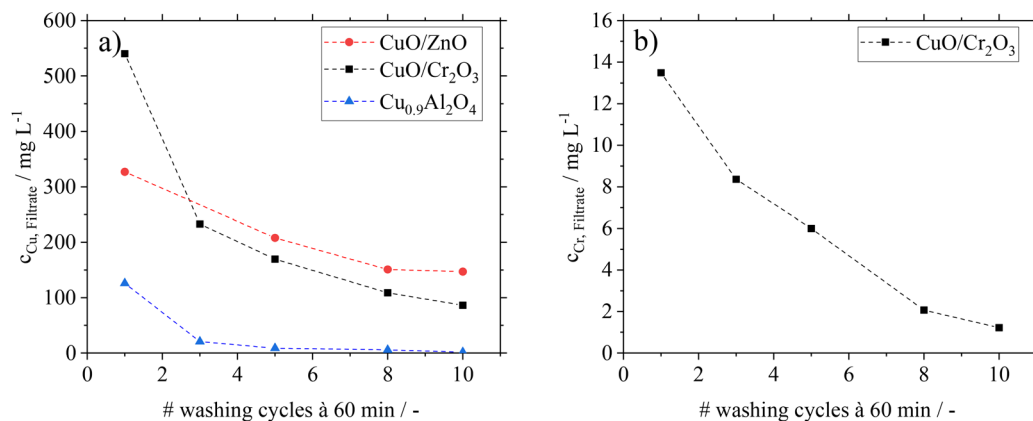 a)
CuO/ZnO
CuO/Cr₂O₃
Cu₀.₉Al₂O₄
600
500
400
300
200
100
0
0 2 4 6 8 10
c_Cu, Filtrate / mg L⁻¹
# washing cycles à 60 min / -
b)
CuO/Cr₂O₃
16
14
12
10
8
6
4
2
0
0 2 4 6 8 10
c_Cr, Filtrate / mg L⁻¹
# washing cycles à 60 min / -